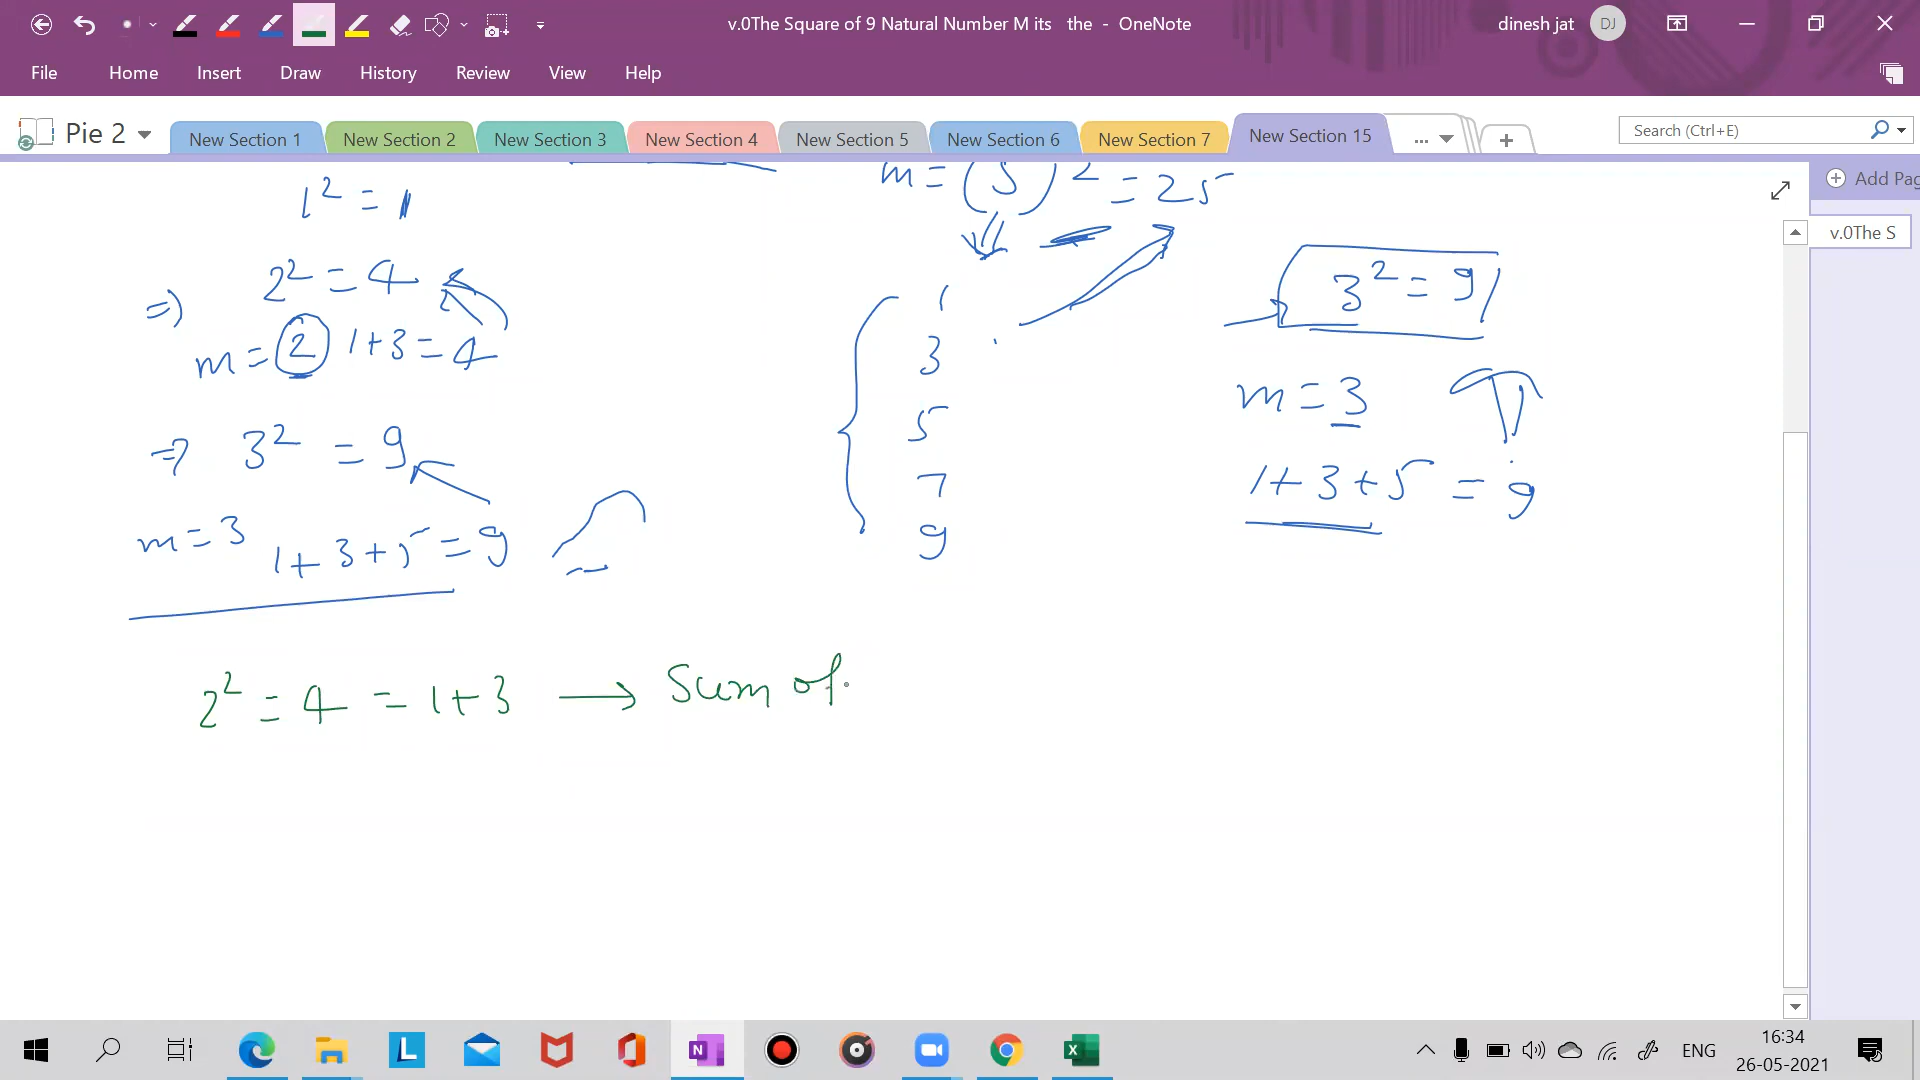 v.0The Square of 9 Natural Number M its the - OneNote
dinesh jat
DJ
File Home Insert Draw History Review View Help
Pie 2
New Section 1
New Section 2
New Section 3
New Section 4
New Section 5
New Section 6
New Section 7
New Section 15
...
Search (Ctrl+E)
Add Pag
v.0The S
1² = 1
2² = 4
=)
m = 2 1+3 = 4
=> 3² = 9
m = 3 1+3+5 = 9
m = (5)² = 25
1
3
5
7
9
3² = 9
m = 3
1+3+5 = 9
2² = 4 = 1+3 → Sum of
ENG
16:34
26-05-2021